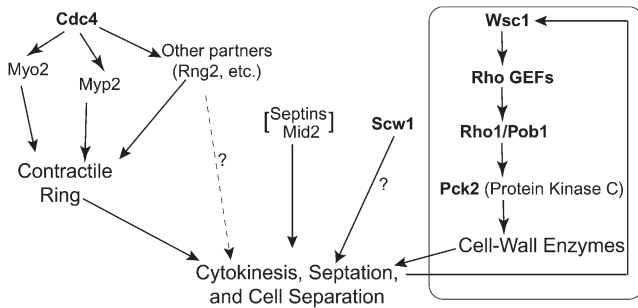 Cdc4
Myo2
Myp2
Other partners
(Rng2, etc.)
Contractile
Ring
?
[Septins
Mid2]
Scw1
?
Wsc1
Rho GEFs
Rho1/Pob1
Pck2 (Protein Kinase C)
Cell-Wall Enzymes
Cytokinesis, Septation,
and Cell Separation